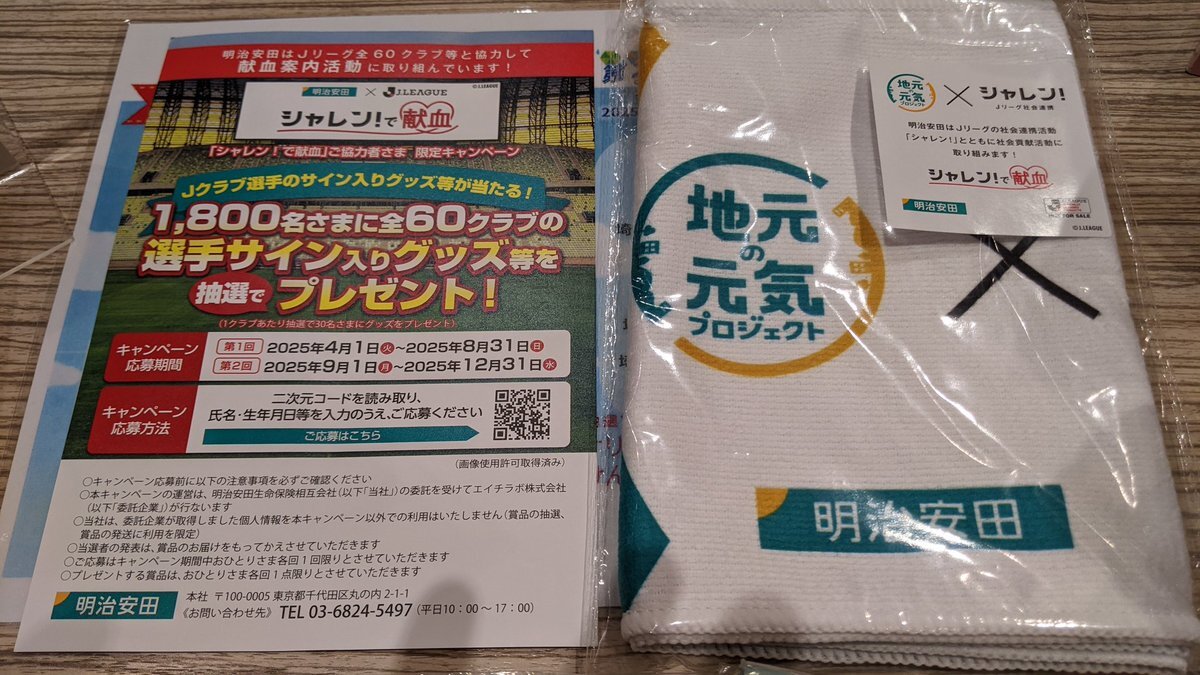 明治安田はJリーグ全60クラブ等と協力して
献血案内活動に取り組んでいます！
明治安田 × J.LEAGUE
©J.LEAGUE
シャレン！で献血
「シャレン！で献血」ご協力者さま 限定キャンペーン
Jクラブ選手のサイン入りグッズ等が当たる！
1,800名さまに全60クラブの
選手サイン入りグッズ等を
抽選でプレゼント！
(1クラブあたり抽選で30名さまにグッズをプレゼント)
キャンペーン応募期間
第1回 2025年4月1日火～2025年8月31日日
第2回 2025年9月1日月～2025年12月31日水
キャンペーン応募方法
二次元コードを読み取り、
氏名・生年月日等を入力のうえ、ご応募ください
ご応募はこちら
(画像使用許可取得済み)
○キャンペーン応募前に以下の注意事項を必ずご確認ください
○本キャンペーンの運営は、明治安田生命保険相互会社(以下「当社」)の委託を受けてエイチラボ株式会社
(以下「委託企業」)が行ないます
○当社は、委託企業が取得しました個人情報を本キャンペーン以外での利用はいたしません(賞品の抽選、
賞品の発送に利用を限定)
○当選者の発表は、賞品のお届けをもってかえさせていただきます
○ご応募はキャンペーン期間中おひとりさま各回1回限りとさせていただきます
○プレゼントする賞品は、おひとりさま各回1点限りとさせていただきます
明治安田
本社 〒100-0005 東京都千代田区丸の内2-1-1
《お問い合わせ先》 TEL 03-6824-5497 (平日10：00～17：00)
2025
地元の元気プロジェクト × シャレン！
Jリーグ社会連携
明治安田はJリーグの社会連携活動
「シャレン！」とともに社会貢献活動に
取り組みます！
シャレン！で献血
明治安田
NOT FOR SALE
©J.LEAGUE
地元
の
元気
プロジェクト
明治安田